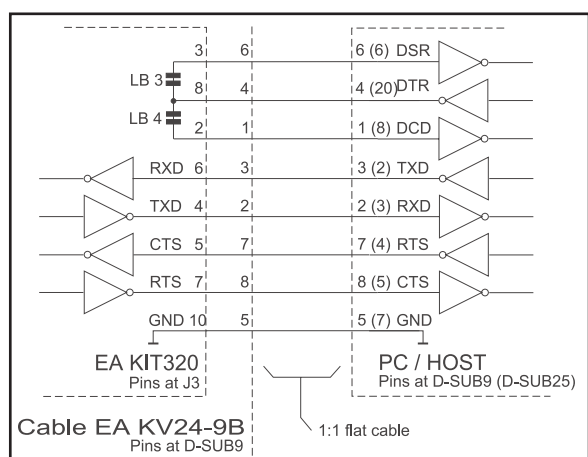 3 6 6 (6) DSR
LB 3
8 4 4 (20) DTR
LB 4
2 1 1 (8) DCD
RXD 6 3 3 (2) TXD
TXD 4 2 2 (3) RXD
CTS 5 7 7 (4) RTS
RTS 7 8 8 (5) CTS
GND 10 5 5 (7) GND
EA KIT320
Pins at J3
PC / HOST
Pins at D-SUB9 (D-SUB25)
Cable EA KV24-9B
Pins at D-SUB9
1:1 flat cable